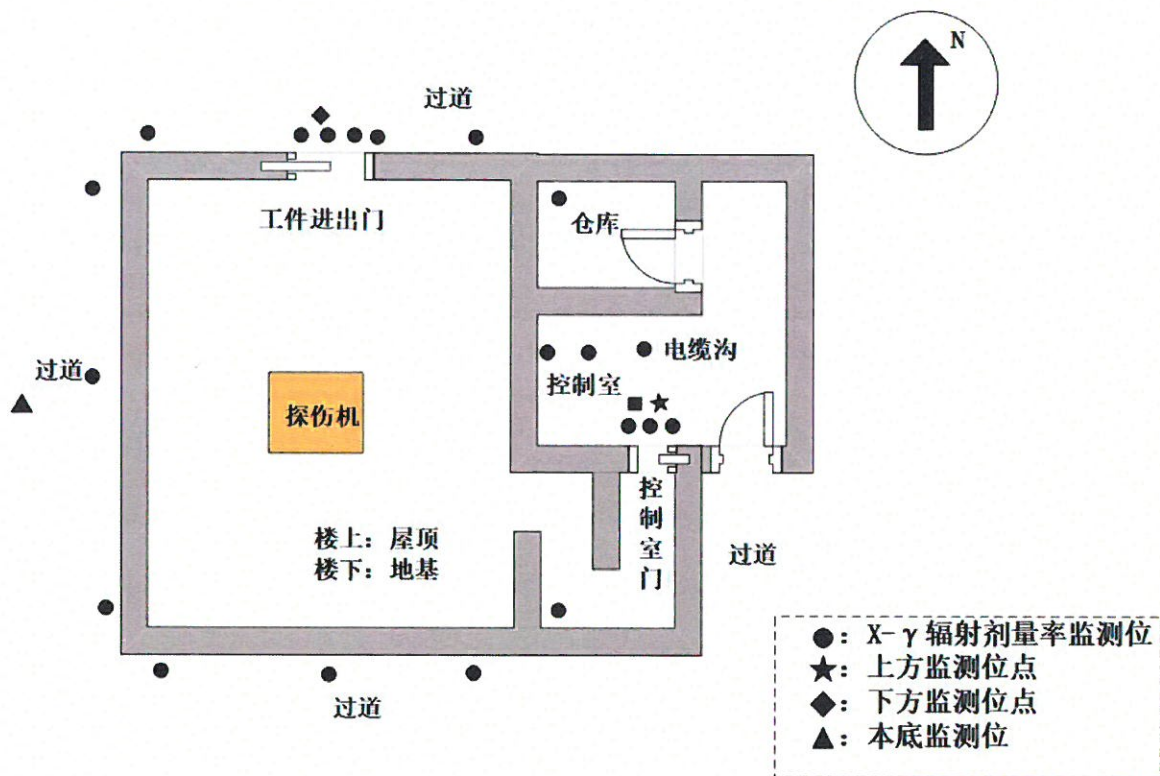 N
过道
工件进出门
仓库
过道
电缆沟
控制室
探伤机
控制室门
楼上：屋顶
楼下：地基
过道
过道
●：X-γ辐射剂量率监测位
★：上方监测位点
◆：下方监测位点
▲：本底监测位